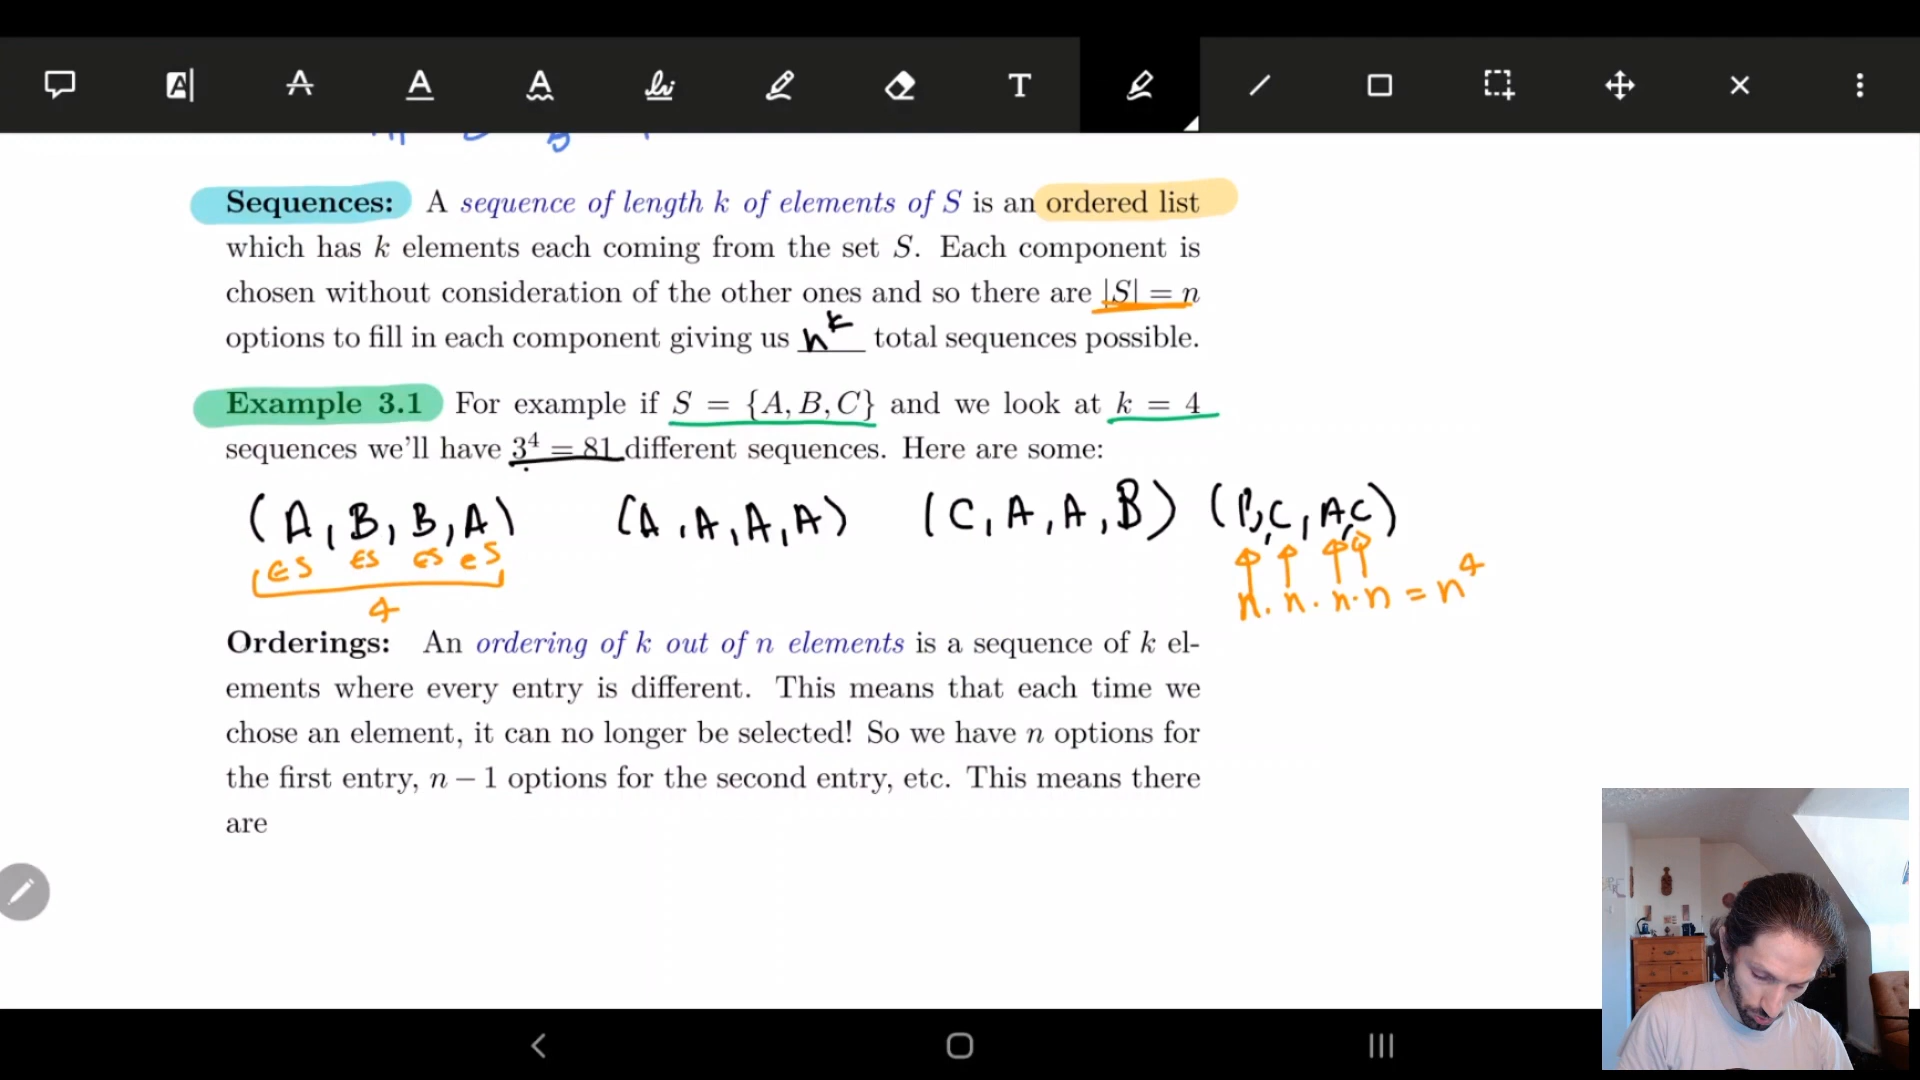 T
Sequences: A sequence of length k of elements of S is an ordered list
which has k elements each coming from the set S. Each component is
chosen without consideration of the other ones and so there are |S| = n
options to fill in each component giving us n^k total sequences possible.
Example 3.1 For example if S = {A, B, C} and we look at k = 4
sequences we'll have 3^4 = 81 different sequences. Here are some:
(A, B, B, A) (A, A, A, A) (C, A, A, B) (B, C, A, C)
∈S ∈S ∈S ∈S
4
n · n · n · n = n^4
Orderings: An ordering of k out of n elements is a sequence of k el-
ements where every entry is different. This means that each time we
chose an element, it can no longer be selected! So we have n options for
the first entry, n − 1 options for the second entry, etc. This means there
are